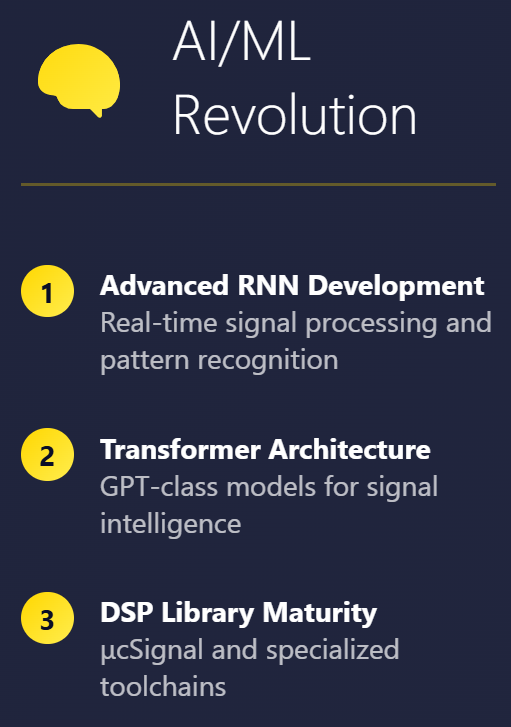 AI/ML
Revolution
1
Advanced RNN Development
Real-time signal processing and
pattern recognition
2
Transformer Architecture
GPT-class models for signal
intelligence
3
DSP Library Maturity
µcSignal and specialized
toolchains